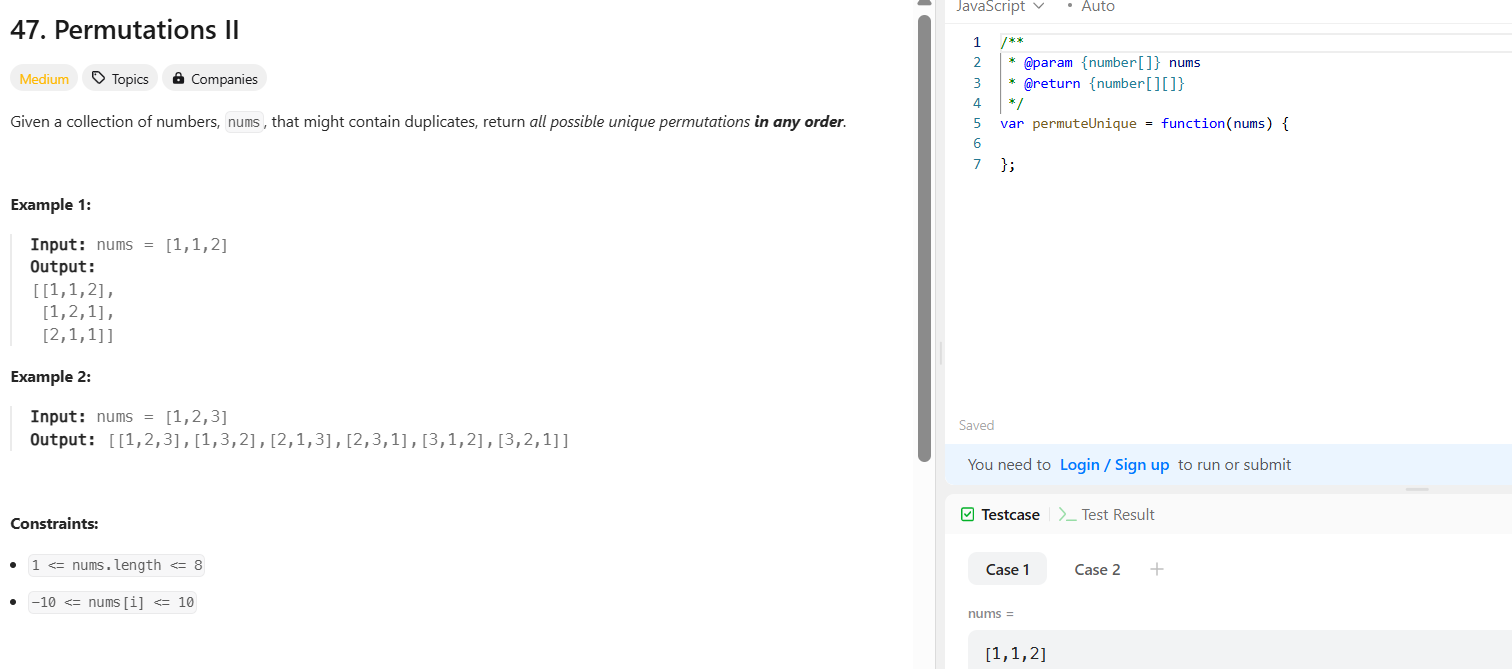 47. Permutations II
Medium Topics Companies
Given a collection of numbers, nums, that might contain duplicates, return all possible unique permutations in any order.
Example 1:
Input: nums = [1,1,2]
Output:
[[1,1,2],
[1,2,1],
[2,1,1]]
Example 2:
Input: nums = [1,2,3]
Output: [[1,2,3],[1,3,2],[2,1,3],[2,3,1],[3,1,2],[3,2,1]]
Constraints:
• 1 <= nums.length <= 8
• -10 <= nums[i] <= 10
JavaScript • Auto
1 /**
2 * @param {number[]} nums
3 * @return {number[][]}
4 */
5 var permuteUnique = function(nums) {
6
7 };
Saved
You need to Login / Sign up to run or submit
Testcase >_ Test Result
Case 1 Case 2 +
nums =
[1,1,2]